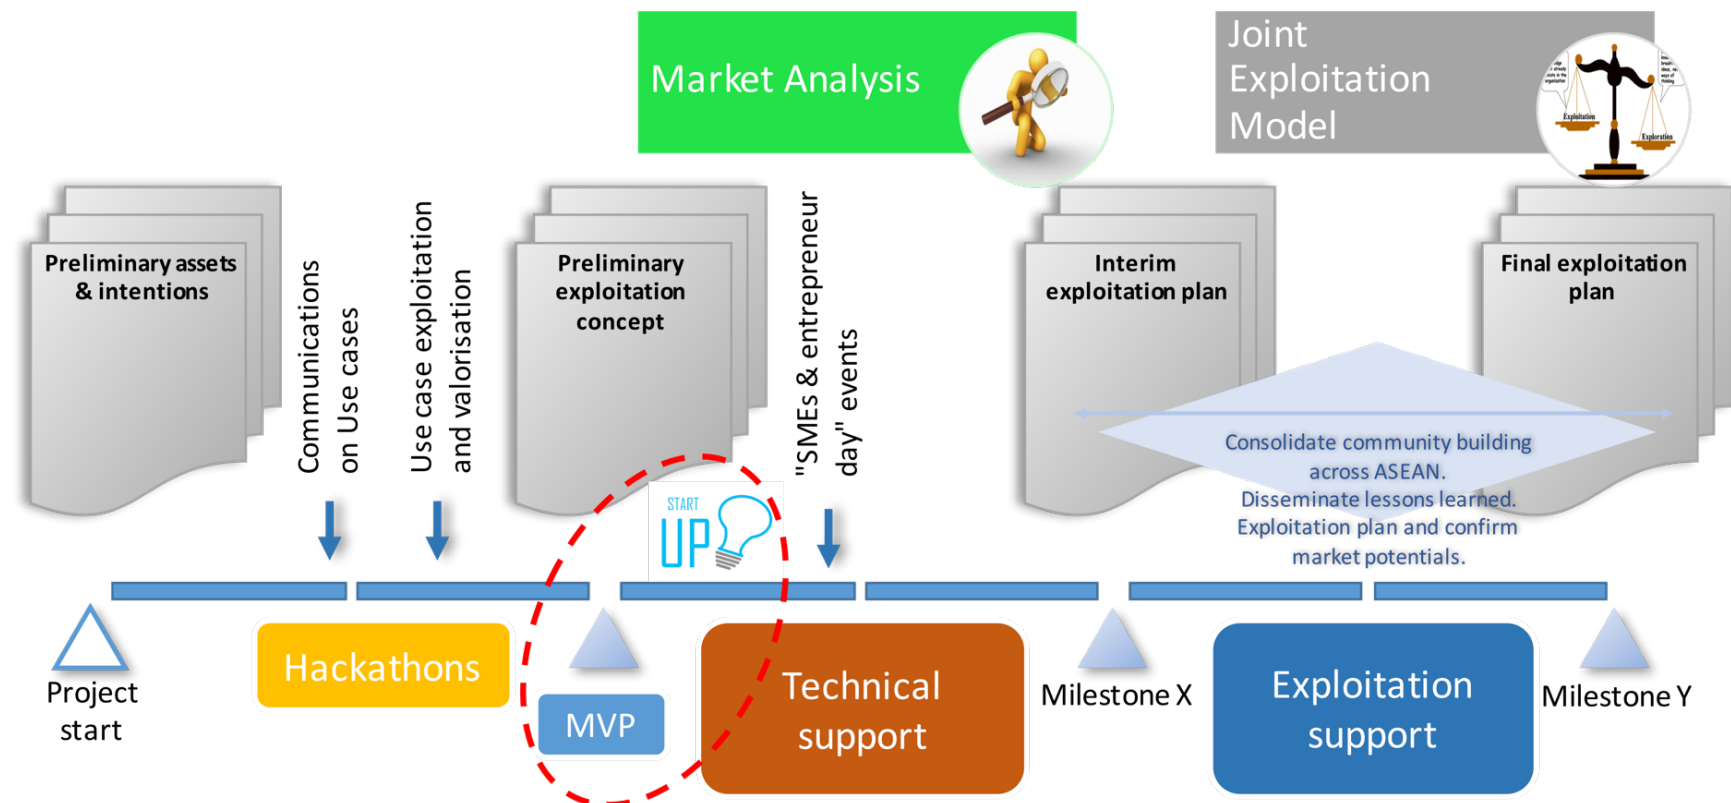 Market Analysis
Joint
Exploitation
Model
Exploitation
Exploration
Preliminary assets
& intentions
Communications
on Use cases
Use case exploitation
and valorisation
Preliminary
exploitation
concept
"SMEs & entrepreneur
day" events
Interim
exploitation plan
Final exploitation
plan
Consolidate community building
across ASEAN.
Disseminate lessons learned.
Exploitation plan and confirm
market potentials.
START
UP
Project
start
Hackathons
MVP
Technical
support
Milestone X
Exploitation
support
Milestone Y